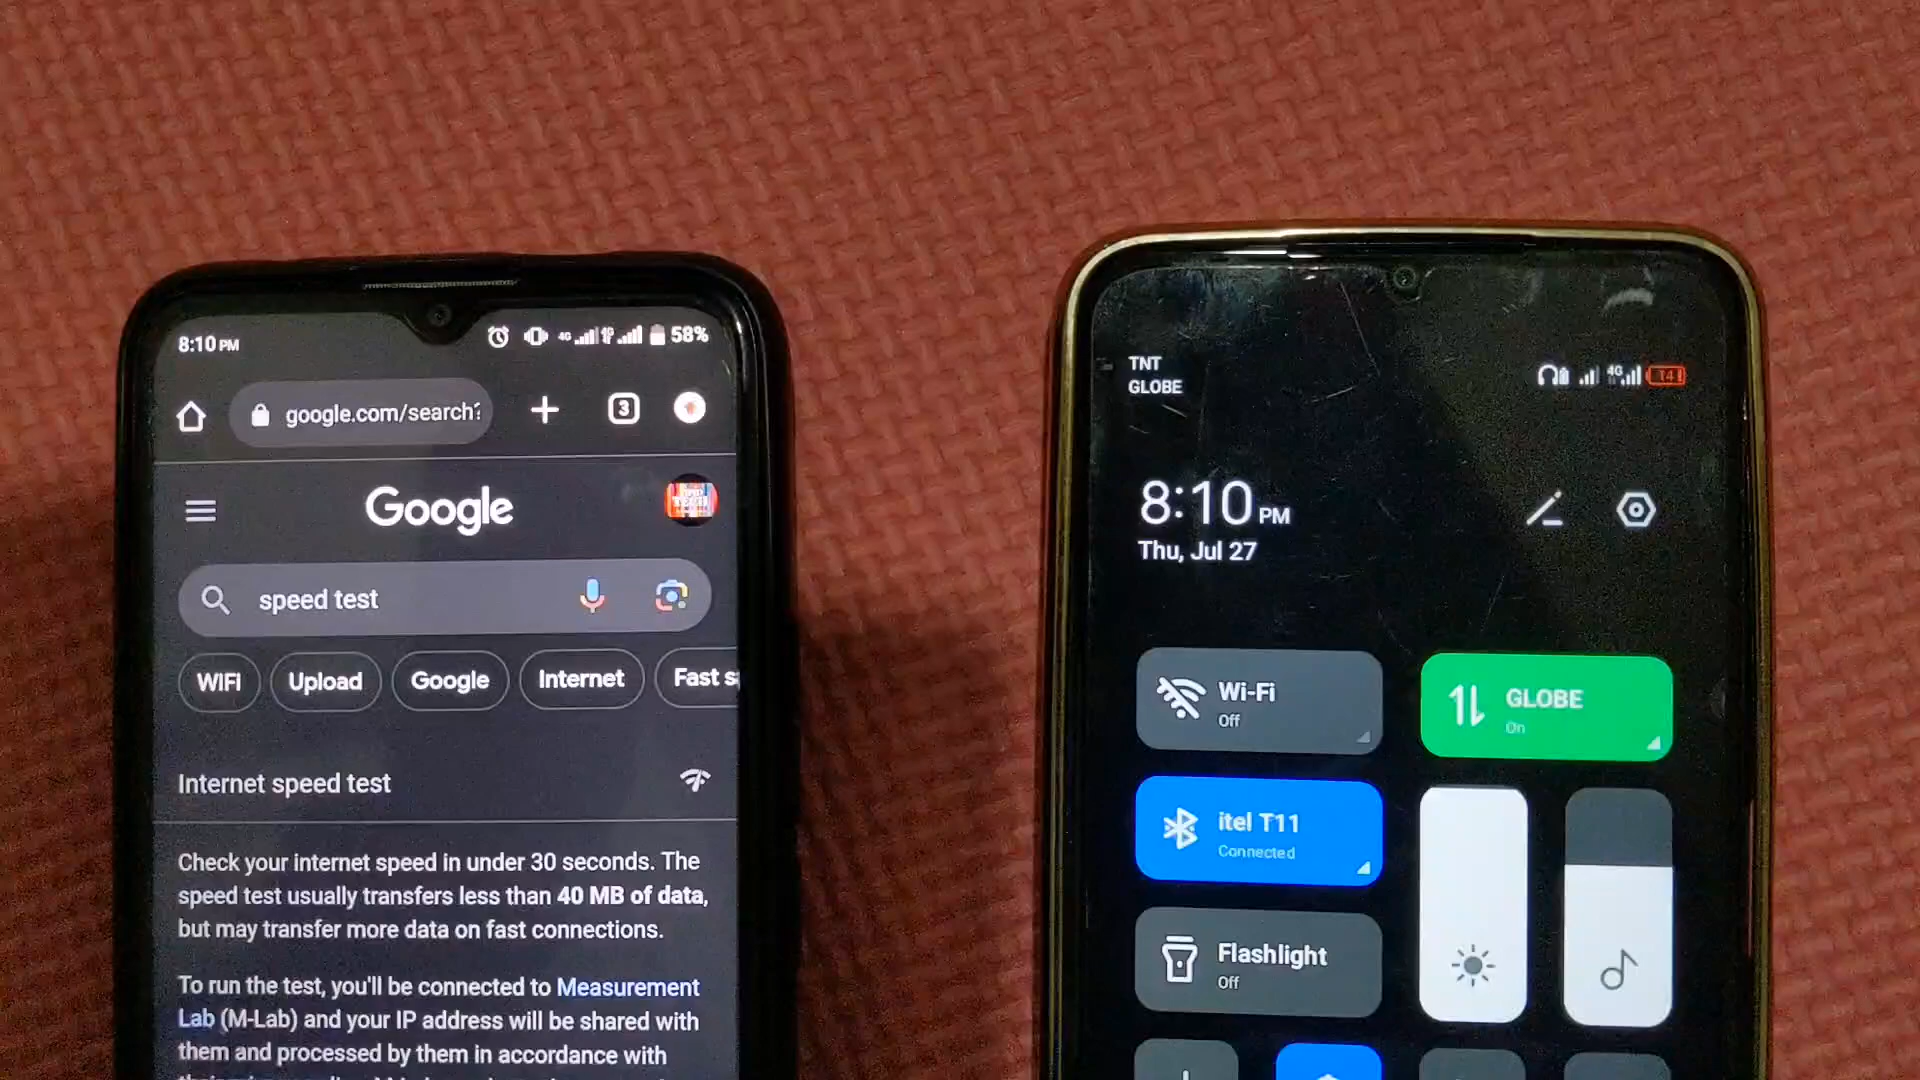 8:10 PM
4G
58%
google.com/search?
3
Google
speed test
WIFI
Upload
Google
Internet
Fast s
Internet speed test
Check your internet speed in under 30 seconds. The
speed test usually transfers less than 40 MB of data,
but may transfer more data on fast connections.
To run the test, you'll be connected to Measurement
Lab (M-Lab) and your IP address will be shared with
them and processed by them in accordance with
TNT
GLOBE
4G
14
8:10 PM
Thu, Jul 27
Wi-Fi
Off
GLOBE
On
itel T11
Connected
Flashlight
Off